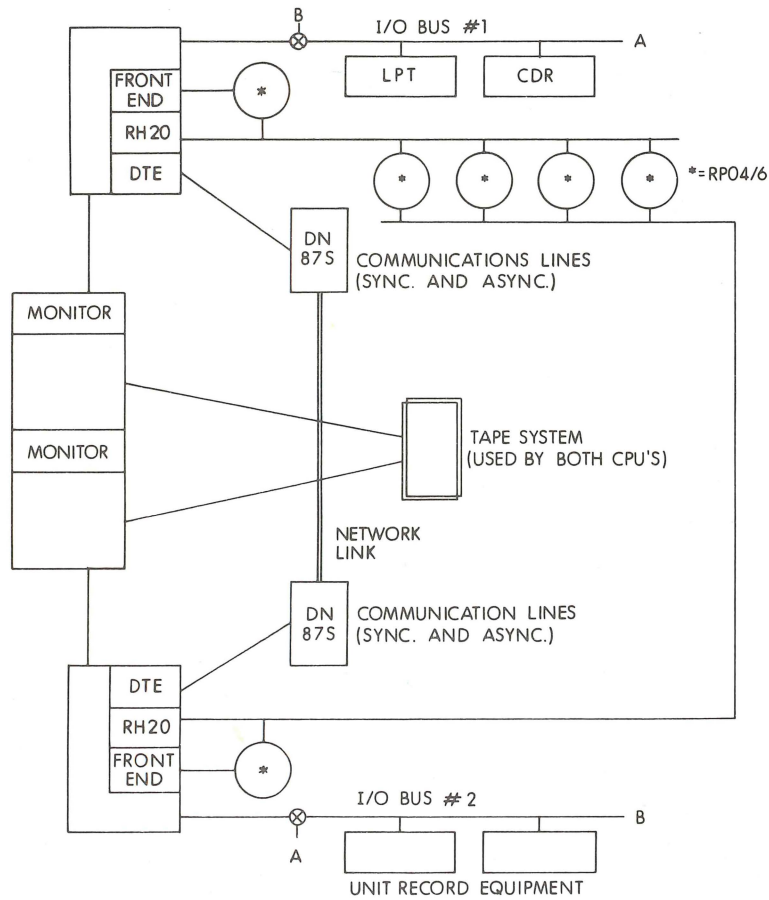 B
I/O BUS #1
A
LPT
CDR
FRONT
END
*
RH20
DTE
* * * *
*=RP04/6
DN
87S
COMMUNICATIONS LINES
(SYNC. AND ASYNC.)
MONITOR
MONITOR
TAPE SYSTEM
(USED BY BOTH CPU'S)
NETWORK
LINK
DN
87S
COMMUNICATION LINES
(SYNC. AND ASYNC.)
DTE
RH20
FRONT
END
*
I/O BUS #2
B
A
UNIT RECORD EQUIPMENT